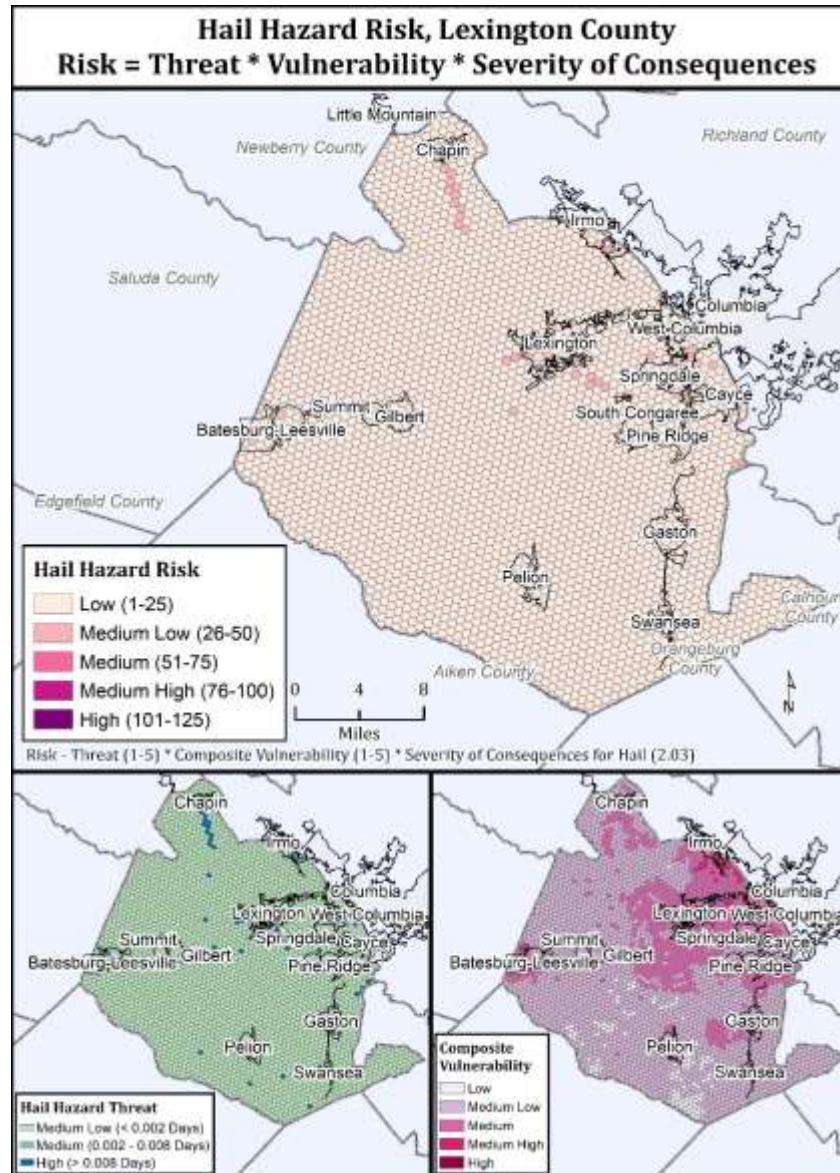 Hail Hazard Risk, Lexington County
Risk = Threat * Vulnerability * Severity of Consequences
Little Mountain
Newberry County
Richland County
Chapin
Irmo
Saluda County
Columbia
West Columbia
Lexington
Springdale
Cayce
Summit
Gilbert
Batesburg-Leesville
South Congaree
Pine Ridge
Edgefield County
Gaston
Pelion
Calhoun
County
Swansea
Orangeburg
County
Aiken County
Hail Hazard Risk
Low (1-25)
Medium Low (26-50)
Medium (51-75)
Medium High (76-100)
High (101-125)
0 4 8
Miles
N
Risk - Threat (1-5) * Composite Vulnerability (1-5) * Severity of Consequences for Hail (2.03)
Chapin
Irmo
Columbia
Lexington
West Columbia
Summit
Springdale
Cayce
Gilbert
Batesburg-Leesville
Pine Ridge
Gaston
Pelion
Swansea
Hail Hazard Threat
Medium Low (< 0.002 Days)
Medium (0.002 - 0.008 Days)
High (> 0.008 Days)
Chapin
Irmo
Columbia
Lexington
West Columbia
Summit
Springdale
Cayce
Gilbert
Batesburg-Leesville
Pine Ridge
Gaston
Pelion
Swansea
Composite
Vulnerability
Low
Medium Low
Medium
Medium High
High